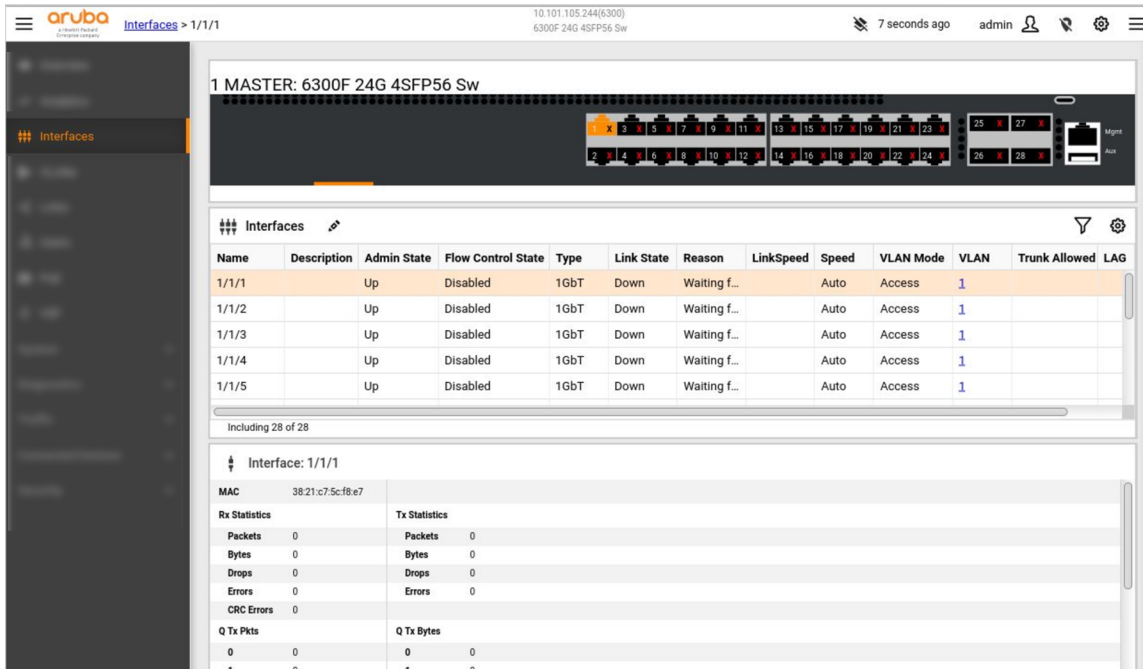 aruba
a Hewlett Packard
Enterprise company
Interfaces > 1/1/1
10.101.105.244(6300)
6300F 24G 4SFP56 Sw
7 seconds ago
admin
Interfaces
1 MASTER: 6300F 24G 4SFP56 Sw
1 X 3 X 5 X 7 X 9 X 11 X 13 X 15 X 17 X 19 X 21 X 23 X 25 X 27 X
Mgmt
2 X 4 X 6 X 8 X 10 X 12 X 14 X 16 X 18 X 20 X 22 X 24 X 26 X 28 X
Aux
Interfaces
Name Description Admin State Flow Control State Type Link State Reason LinkSpeed Speed VLAN Mode VLAN Trunk Allowed LAG
1/1/1 Up Disabled 1GbT Down Waiting f... Auto Access 1
1/1/2 Up Disabled 1GbT Down Waiting f... Auto Access 1
1/1/3 Up Disabled 1GbT Down Waiting f... Auto Access 1
1/1/4 Up Disabled 1GbT Down Waiting f... Auto Access 1
1/1/5 Up Disabled 1GbT Down Waiting f... Auto Access 1
Including 28 of 28
Interface: 1/1/1
MAC 38:21:c7:5c:f8:e7
Rx Statistics Tx Statistics
Packets 0 Packets 0
Bytes 0 Bytes 0
Drops 0 Drops 0
Errors 0 Errors 0
CRC Errors 0
Q Tx Pkts Q Tx Bytes
0 0 0 0